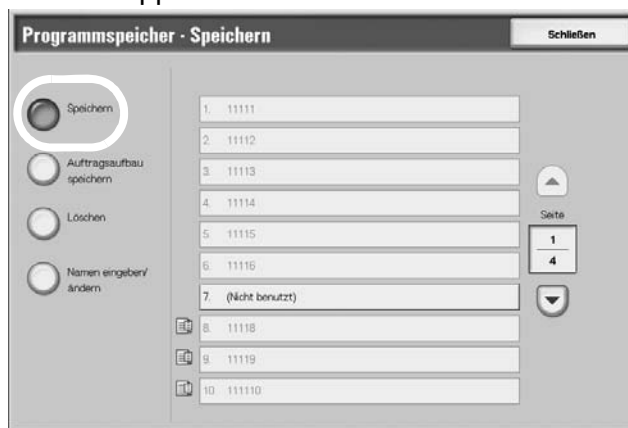 Programmspeicher - Speichern
Schließen
Speichern
Auftragsaufbau
speichern
Löschen
Namen eingeben/
ändern
1. 11111
2. 11112
3. 11113
4. 11114
5. 11115
6. 11116
7. (Nicht benutzt)
8. 11118
9. 11119
10. 111110
Seite
1
4